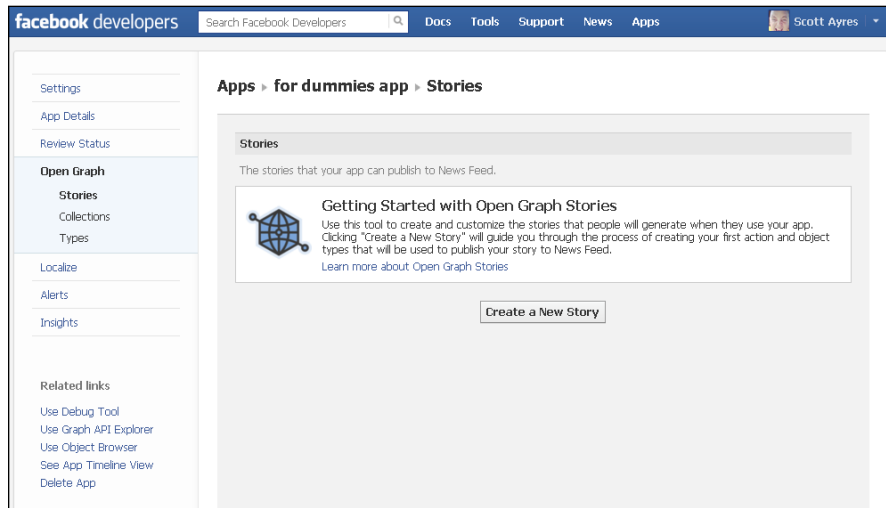 facebook developers
Search Facebook Developers
Docs Tools Support News Apps
Scott Ayres
Settings
App Details
Review Status
Open Graph
Stories
Collections
Types
Localize
Alerts
Insights
Related links
Use Debug Tool
Use Graph API Explorer
Use Object Browser
See App Timeline View
Delete App
Apps ▸ for dummies app ▸ Stories
Stories
The stories that your app can publish to News Feed.
Getting Started with Open Graph Stories
Use this tool to create and customize the stories that people will generate when they use your app.
Clicking "Create a New Story" will guide you through the process of creating your first action and object
types that will be used to publish your story to News Feed.
Learn more about Open Graph Stories
Create a New Story